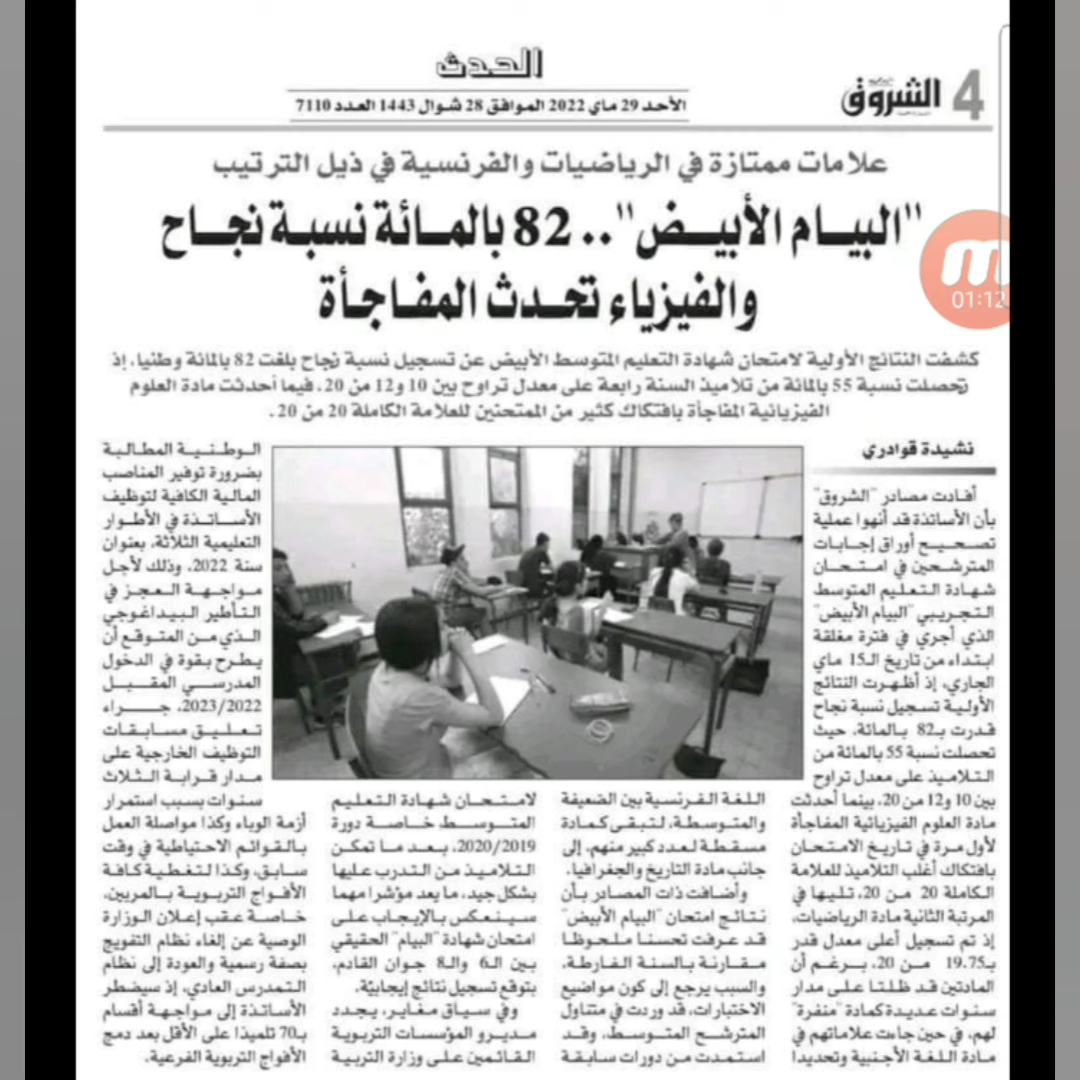 4 الشروق
الحدث
الأحد 29 ماي 2022 الموافق 28 شوال 1443 العدد 7110
علامات ممتازة في الرياضيات والفرنسية في ذيل الترتيب
"البيام الأبيض".. 82 بالمائة نسبة نجاح
والفيزياء تحدث المفاجأة
كشفت النتائج الأولية لامتحان شهادة التعليم المتوسط الأبيض عن تسجيل نسبة نجاح بلغت 82 بالمائة وطنيا، إذ
تحصلت نسبة 55 بالمائة من تلاميذ السنة رابعة على معدل تراوح بين 10 و12 من 20، فيما أحدثت مادة العلوم
الفيزيائية المفاجأة بافتكاك كثير من الممتحنين للعلامة الكاملة 20 من 20.
01:12
نشيدة قوادري
أفادت مصادر "الشروق"
بأن الأساتذة قد أنهوا عملية
تصحيح أوراق إجابات
المترشحين في امتحان
شهادة التعليم المتوسط
التجريبي "البيام الأبيض"
الذي أجري في فترة مغلقة
ابتداء من تاريخ الـ15 ماي
الجاري، إذ أظهرت النتائج
الأولية تسجيل نسبة نجاح
قدرت بـ82 بالمائة، حيث
تحصلت نسبة 55 بالمائة من
التلاميذ على معدل تراوح
بين 10 و12 من 20، بينما أحدثت
مادة العلوم الفيزيائية المفاجأة
لأول مرة في تاريخ الامتحان
بافتكاك أغلب التلاميذ للعلامة
الكاملة 20 من 20، تليها في
المرتبة الثانية مادة الرياضيات،
إذ تم تسجيل أعلى معدل قدر
بـ19.75 من 20، برغم أن
المادتين قد ظلتا على مدار
سنوات عديدة كمادة "منفرة"
لهم، في حين جاءت علاماتهم في
مادة اللغة الأجنبية وتحديدا
اللغة الفرنسية بين الضعيفة
والمتوسطة، لتبقى كمادة
مسقطة لعدد كبير منهم، إلى
جانب مادة التاريخ والجغرافيا.
وأضافت ذات المصادر بأن
نتائج امتحان "البيام الأبيض"
قد عرفت تحسنا ملحوظا
مقارنة بالسنة الفارطة،
والسبب يرجع إلى كون مواضيع
الاختبارات، قد وردت في متناول
المترشح المتوسط، وقد
استمدت من دورات سابقة
لامتحان شهادة التعليم
المتوسط خاصة دورة
2020/2019، بعد ما تمكن
التلاميذ من التدرب عليها
بشكل جيد، ما يعد مؤشرا مهما
سينعكس بالإيجاب على
امتحان شهادة "البيام" الحقيقي
بين الـ6 والـ8 جوان القادم،
بتوقع تسجيل نتائج إيجابية.
وفي سياق مغاير، يجدد
مديرو المؤسسات التربوية
القائمين على وزارة التربية
الوطنية المطالبة
بضرورة توفير المناصب
المالية الكافية لتوظيف
الأساتذة في الأطوار
التعليمية الثلاثة، بعنوان
سنة 2022، وذلك لأجل
مواجهة العجز في
التأطير البيداغوجي
الذي من المتوقع أن
يطرح بقوة في الدخول
المدرسي المقبل
2023/2022، جراء
تعليق مسابقات
التوظيف الخارجية على
مدار قرابة الثلاث
سنوات بسبب استمرار
أزمة الوباء وكذا مواصلة العمل
بالقوائم الاحتياطية في وقت
سابق، وكذا لتغطية كافة
الأفواج التربوية بالمربين،
خاصة عقب إعلان الوزارة
الوصية عن إلغاء نظام التفويج
بصفة رسمية والعودة إلى نظام
التمدرس العادي، إذ سيضطر
الأساتذة إلى مواجهة أقسام
بـ70 تلميذا على الأقل بعد دمج
الأفواج التربوية الفرعية.